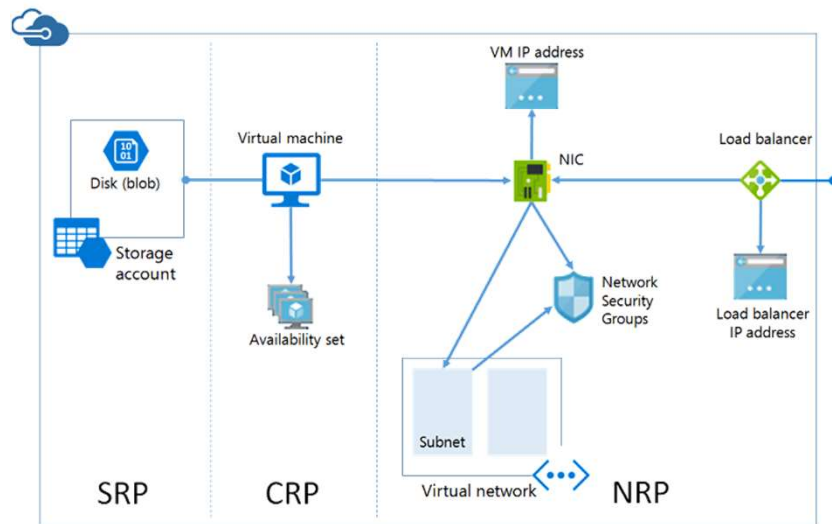 VM IP address
Virtual machine
NIC
Load balancer
10
01
Disk (blob)
Storage
account
Availability set
Network
Security
Groups
Load balancer
IP address
Subnet
Virtual network
SRP
CRP
NRP